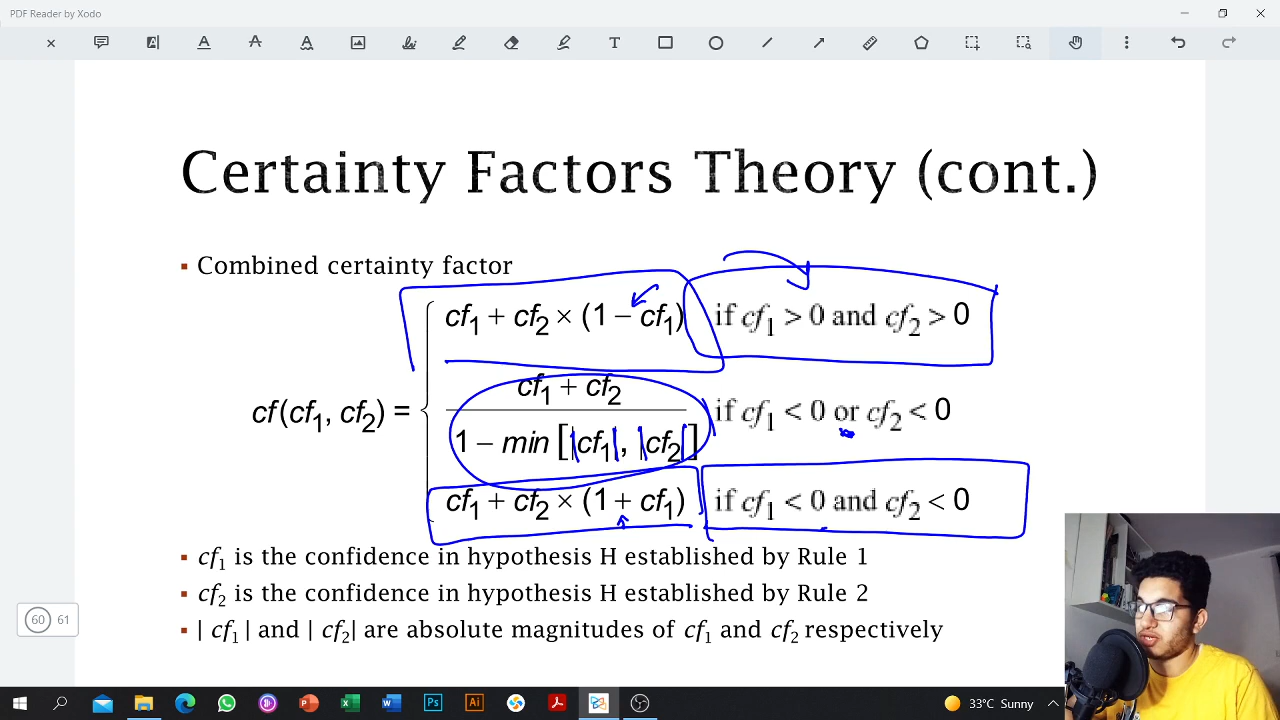 PDF Reader by Xodo
Certainty Factors Theory (cont.)
▪ Combined certainty factor
cf(cf₁, cf₂) =
cf₁ + cf₂ × (1 – cf₁) if cf₁ > 0 and cf₂ > 0
cf₁ + cf₂
1 – min [|cf₁|, |cf₂|] if cf₁ < 0 or cf₂ < 0
cf₁ + cf₂ × (1 + cf₁) if cf₁ < 0 and cf₂ < 0
▪ cf₁ is the confidence in hypothesis H established by Rule 1
▪ cf₂ is the confidence in hypothesis H established by Rule 2
▪ | cf₁ | and | cf₂| are absolute magnitudes of cf₁ and cf₂ respectively
60 61
33°C Sunny